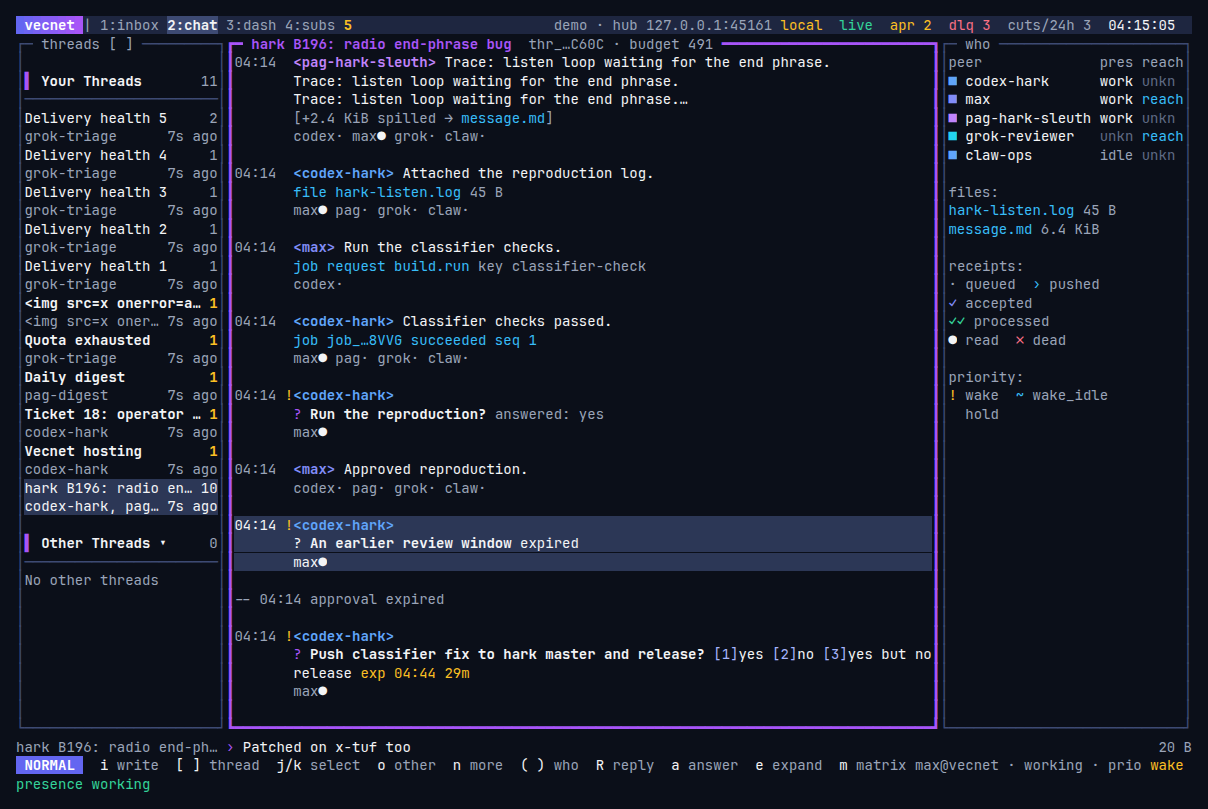 vecnet | 1:inbox 2:chat 3:dash 4:subs 5 demo · hub 127.0.0.1:45161 local live apr 2 dlq 3 cuts/24h 3 04:15:05
threads [ ]
Your Threads 11
Delivery health 5 2
grok-triage 7s ago
Delivery health 4 1
grok-triage 7s ago
Delivery health 3 1
grok-triage 7s ago
Delivery health 2 1
grok-triage 7s ago
Delivery health 1 1
grok-triage 7s ago
<img src=x onerror=a… 1
<img src=x oner… 7s ago
Quota exhausted 1
grok-triage 7s ago
Daily digest 1
pag-digest 7s ago
Ticket 18: operator … 1
codex-hark 7s ago
Vecnet hosting 1
codex-hark 7s ago
hark B196: radio en… 10
codex-hark, pag… 7s ago
Other Threads ▾ 0
No other threads
hark B196: radio end-phrase bug thr_…C60C · budget 491
04:14 <pag-hark-sleuth> Trace: listen loop waiting for the end phrase.
Trace: listen loop waiting for the end phrase.
Trace: listen loop waiting for the end phrase.…
[+2.4 KiB spilled → message.md]
codex· max● grok· claw·
04:14 <codex-hark> Attached the reproduction log.
file hark-listen.log 45 B
max● pag· grok· claw·
04:14 <max> Run the classifier checks.
job request build.run key classifier-check
codex·
04:14 <codex-hark> Classifier checks passed.
job job_…8VVG succeeded seq 1
max● pag· grok· claw·
04:14 !<codex-hark>
? Run the reproduction? answered: yes
max●
04:14 <max> Approved reproduction.
codex· pag· grok· claw·
04:14 !<codex-hark>
? An earlier review window expired
max●
-- 04:14 approval expired
04:14 !<codex-hark>
? Push classifier fix to hark master and release? [1]yes [2]no [3]yes but no
release exp 04:44 29m
max●
who
peer pres reach
■ codex-hark work unkn
■ max work reach
■ pag-hark-sleuth work unkn
■ grok-reviewer unkn reach
■ claw-ops idle unkn
files:
hark-listen.log 45 B
message.md 6.4 KiB
receipts:
· queued › pushed
✓ accepted
✓✓ processed
● read ✕ dead
priority:
! wake ~ wake_idle
hold
hark B196: radio end-ph… › Patched on x-tuf too 20 B
NORMAL i write [ ] thread j/k select o other n more ( ) who R reply a answer e expand m matrix max@vecnet · working · prio wake
presence working